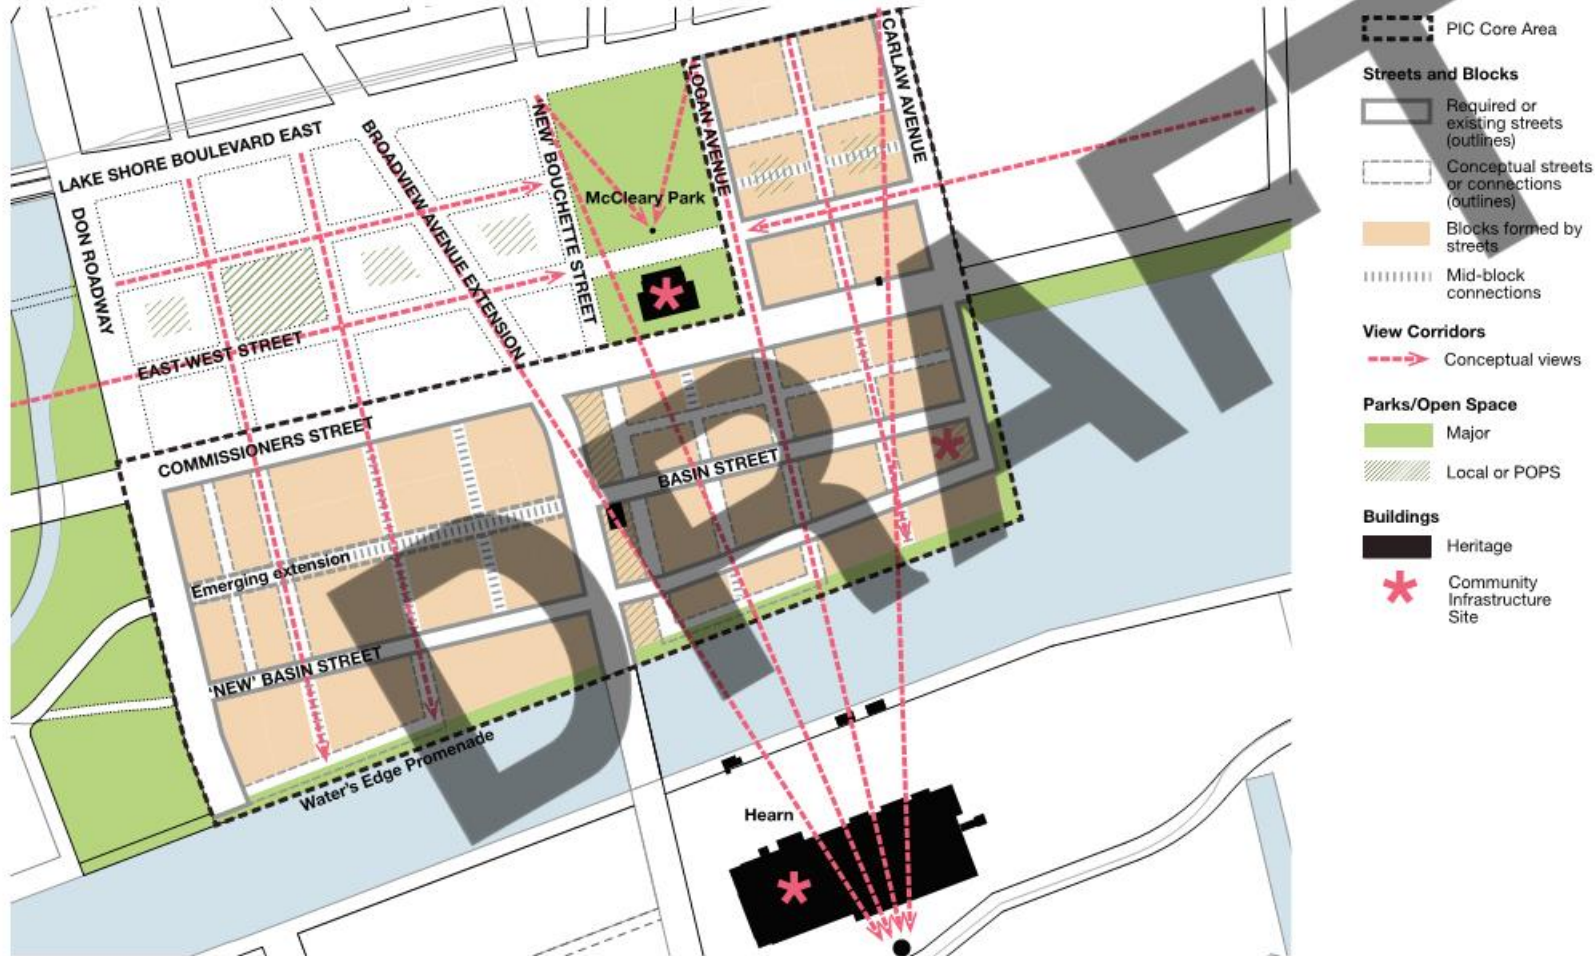 LAKE SHORE BOULEVARD EAST
DON ROADWAY
BROADVIEW AVENUE EXTENSION
'NEW' BOUCHETTE STREET
LOGAN AVENUE
CARLAW AVENUE
McCleary Park
EAST-WEST STREET
COMMISSIONERS STREET
BASIN STREET
Emerging extension
'NEW' BASIN STREET
Water's Edge Promenade
Hearn
DRAFT
PIC Core Area
Streets and Blocks
Required or
existing streets
(outlines)
Conceptual streets
or connections
(outlines)
Blocks formed by
streets
Mid-block
connections
View Corridors
Conceptual views
Parks/Open Space
Major
Local or POPS
Buildings
Heritage
Community
Infrastructure
Site